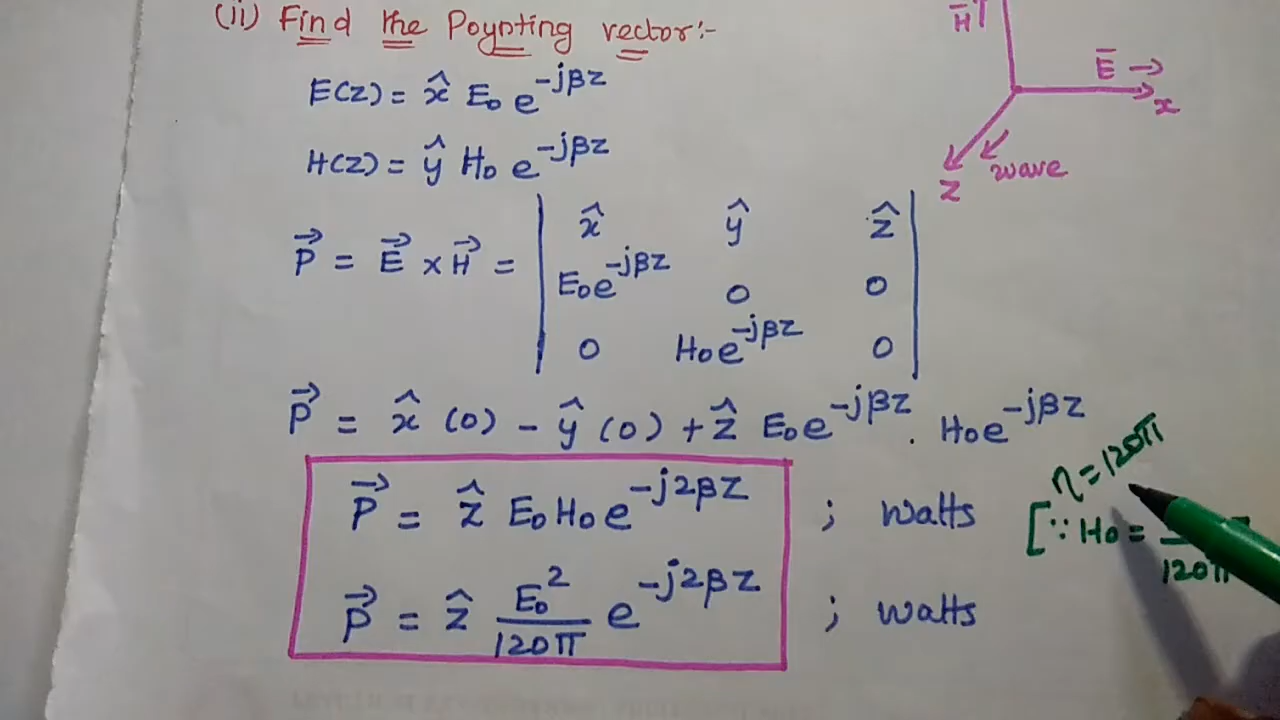 (ii) Find the Poynting vector:-
H̄↑
E(z) = x̂ E₀ e^{-jβz}
Ē →
x
H(z) = ŷ H₀ e^{-jβz}
wave
z
P⃗ = E⃗ × H⃗ = | x̂ ŷ ẑ |
| E₀e^{-jβz} 0 0 |
| 0 H₀e^{-jβz} 0 |
P⃗ = x̂ (0) - ŷ (0) + ẑ E₀e^{-jβz} . H₀e^{-jβz}
η = 120π
P⃗ = ẑ E₀H₀e^{-j2βz} ; watts
[∵ H₀ = 
120π
P⃗ = ẑ E₀²/120π e^{-j2βz} ; watts